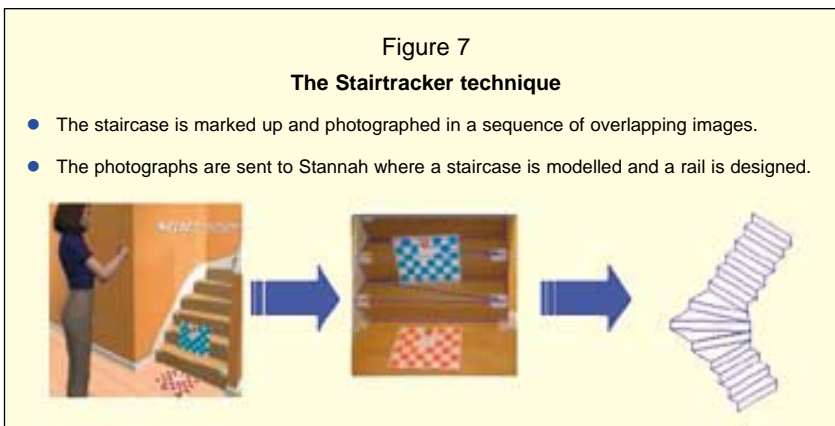 Figure 7
The Stairtracker technique
The staircase is marked up and photographed in a sequence of overlapping images.
The photographs are sent to Stannah where a staircase is modelled and a rail is designed.